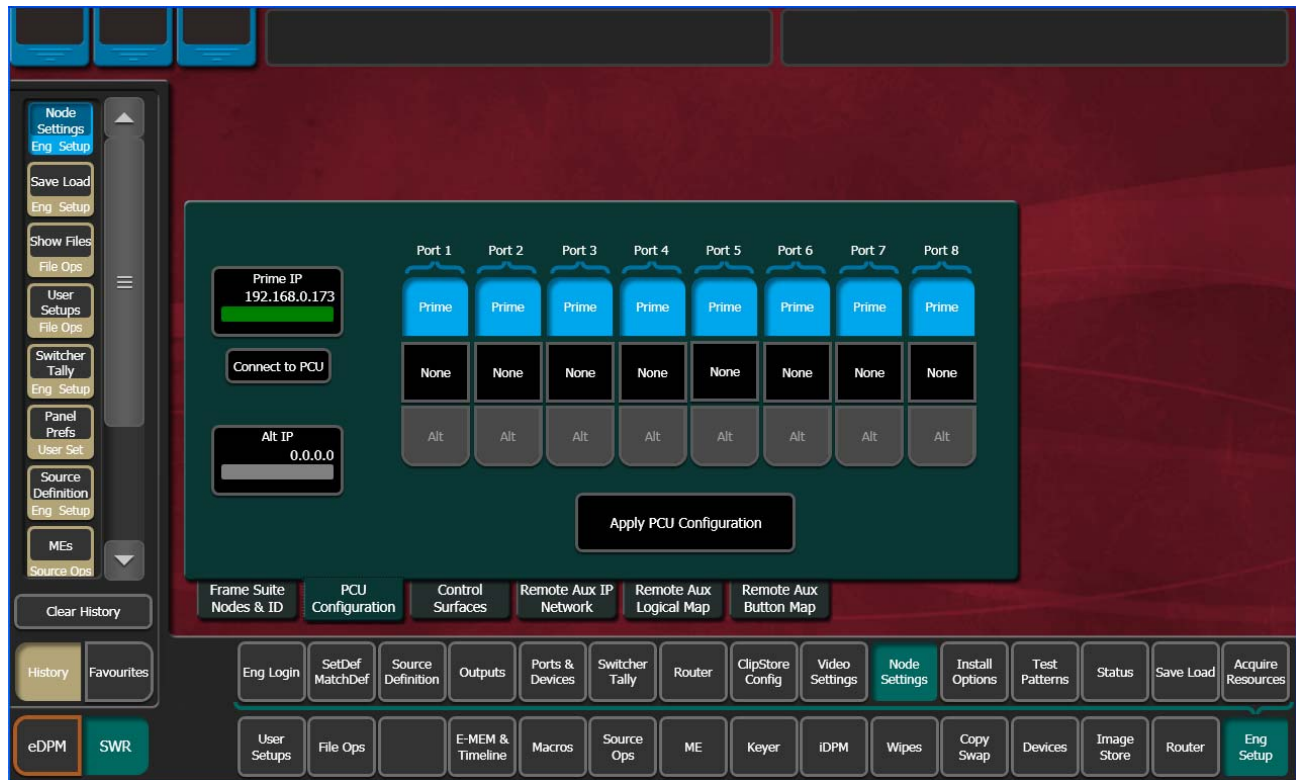 Node
Settings
Eng Setup
Save Load
Eng Setup
Show Files
File Ops
User
Setups
File Ops
Switcher
Tally
Eng Setup
Panel
Prefs
User Set
Source
Definition
Eng Setup
MEs
Source Ops
Clear History
History
Favourites
eDPM
SWR
Port 1
Port 2
Port 3
Port 4
Port 5
Port 6
Port 7
Port 8
Prime IP
192.168.0.173
Connect to PCU
Alt IP
0.0.0.0
Prime
Prime
Prime
Prime
Prime
Prime
Prime
Prime
None
None
None
None
None
None
None
None
Alt
Alt
Alt
Alt
Alt
Alt
Alt
Alt
Apply PCU Configuration
Frame Suite
Nodes & ID
PCU
Configuration
Control
Surfaces
Remote Aux IP
Network
Remote Aux
Logical Map
Remote Aux
Button Map
Eng Login
SetDef
MatchDef
Source
Definition
Outputs
Ports &
Devices
Switcher
Tally
Router
ClipStore
Config
Video
Settings
Node
Settings
Install
Options
Test
Patterns
Status
Save Load
Acquire
Resources
User
Setups
File Ops
E-MEM &
Timeline
Macros
Source
Ops
ME
Keyer
iDPM
Wipes
Copy
Swap
Devices
Image
Store
Router
Eng
Setup